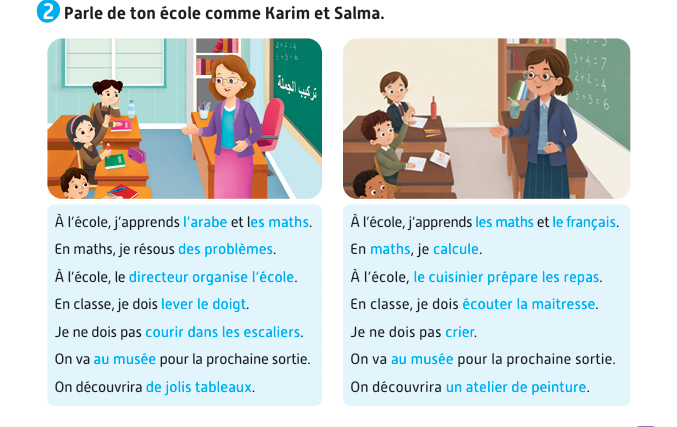 2 Parle de ton école comme Karim et Salma.
2+2=4
3+3=6
تركيب الجملة
3+4=7
2+2=4
3+3=6
À l'école, j'apprends l'arabe et les maths.
En maths, je résous des problèmes.
À l'école, le directeur organise l'école.
En classe, je dois lever le doigt.
Je ne dois pas courir dans les escaliers.
On va au musée pour la prochaine sortie.
On découvrira de jolis tableaux.
À l'école, j'apprends les maths et le français.
En maths, je calcule.
À l'école, le cuisinier prépare les repas.
En classe, je dois écouter la maitresse.
Je ne dois pas crier.
On va au musée pour la prochaine sortie.
On découvrira un atelier de peinture.